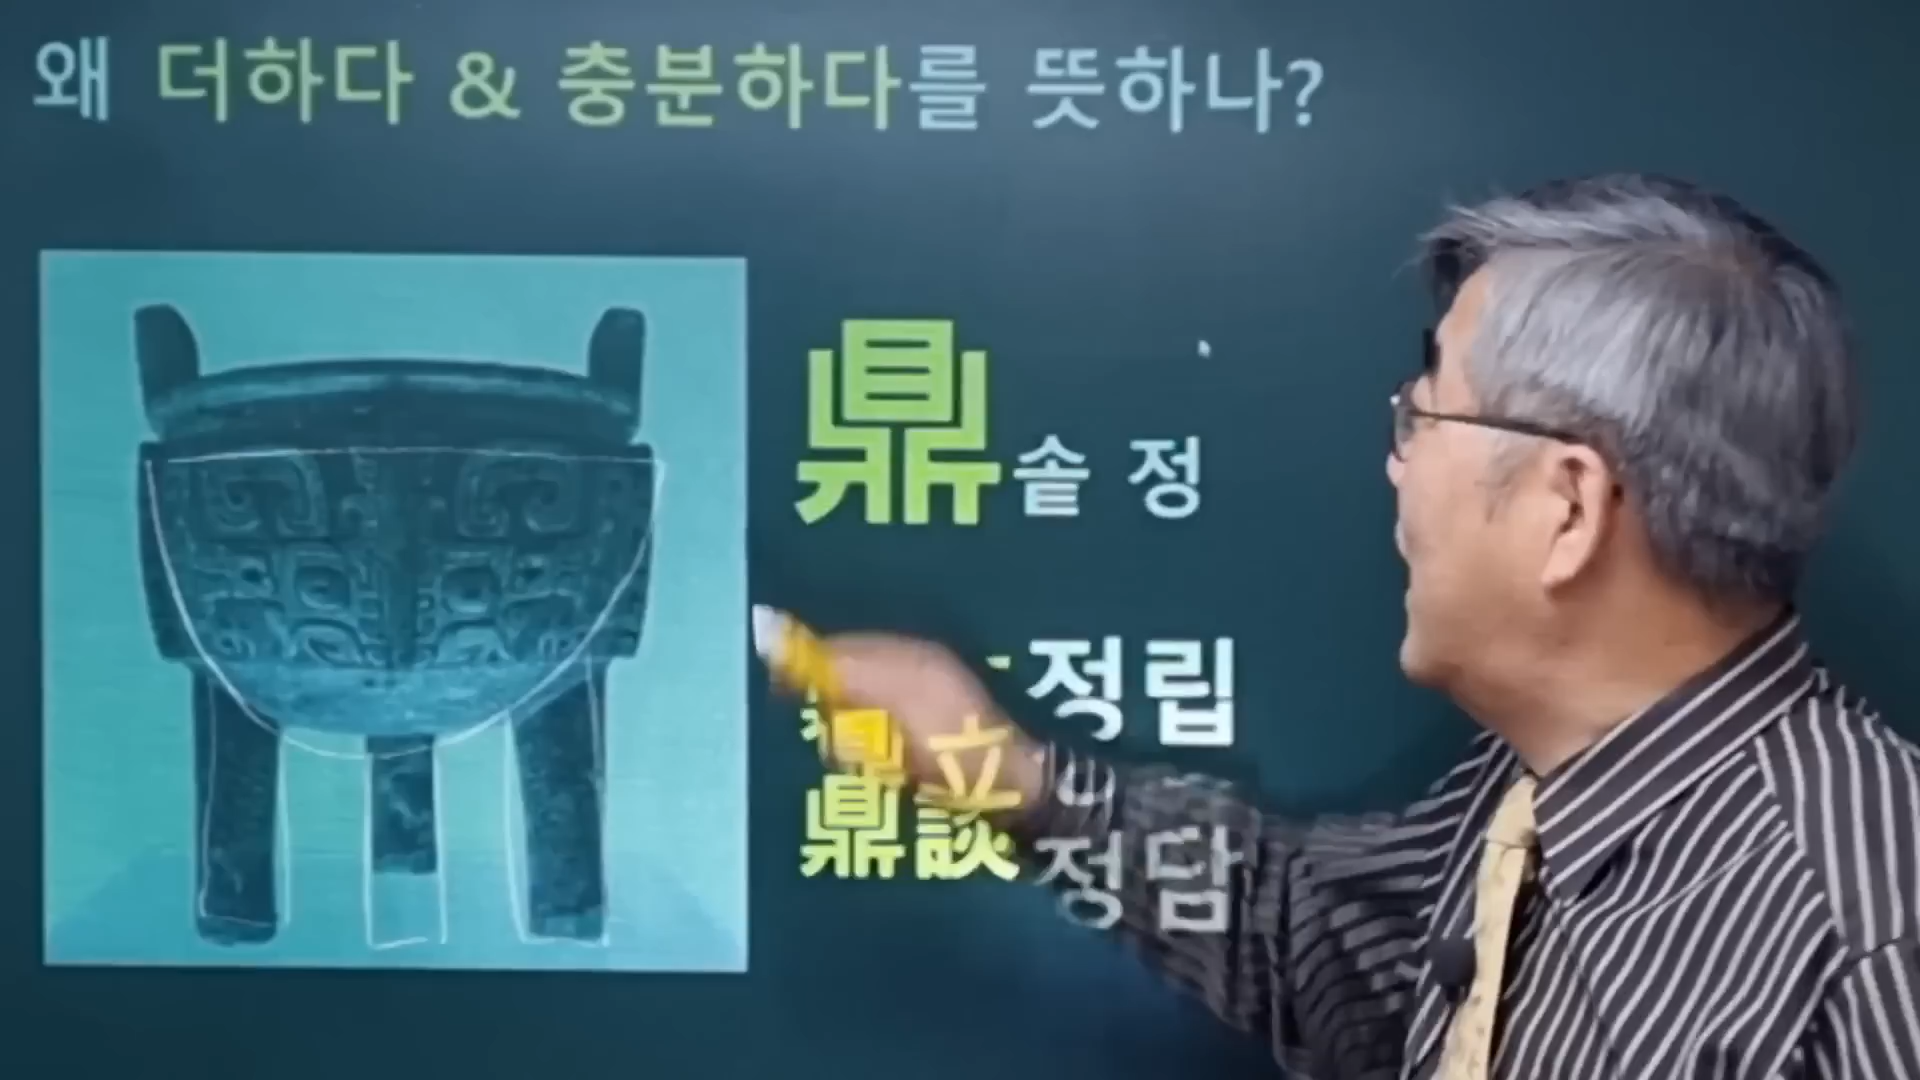 왜 더하다 & 충분하다를 뜻하나?
鼎 솥 정
立 정립
鼎談 정담